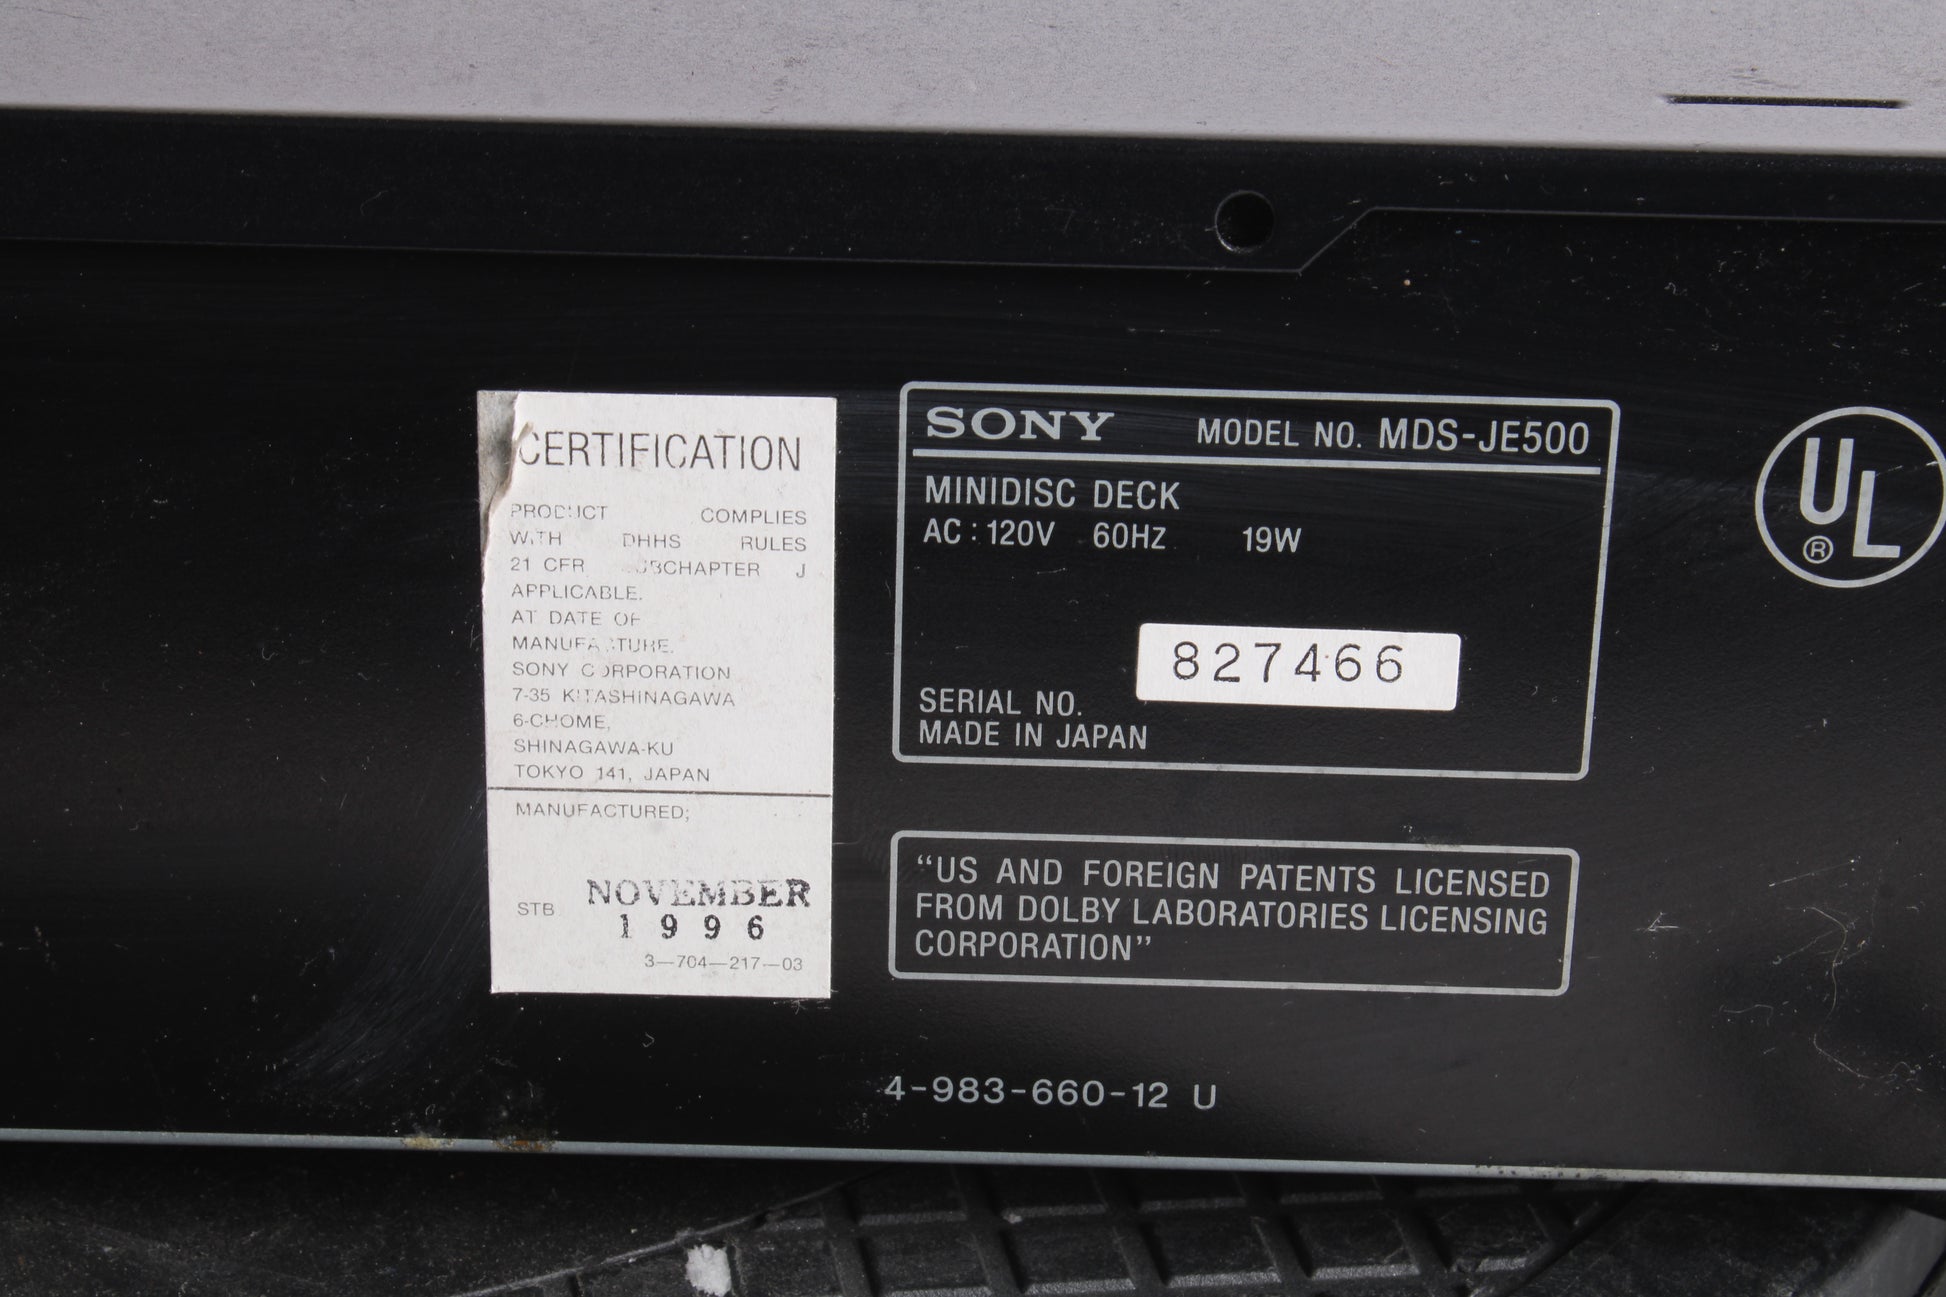 CERTIFICATION
PRODUCT COMPLIES
WITH DHHS RULES
21 CFR SUBCHAPTER J
APPLICABLE.
AT DATE OF
MANUFACTURE.
SONY CORPORATION
7-35 KITASHINAGAWA
6-CHOME,
SHINAGAWA-KU
TOKYO 141, JAPAN
MANUFACTURED;
STB NOVEMBER
1996
3—704—217—03
SONY MODEL NO. MDS-JE500
MINIDISC DECK
AC : 120V 60HZ 19W
827466
SERIAL NO.
MADE IN JAPAN
"US AND FOREIGN PATENTS LICENSED
FROM DOLBY LABORATORIES LICENSING
CORPORATION"
4-983-660-12 U
UL
®